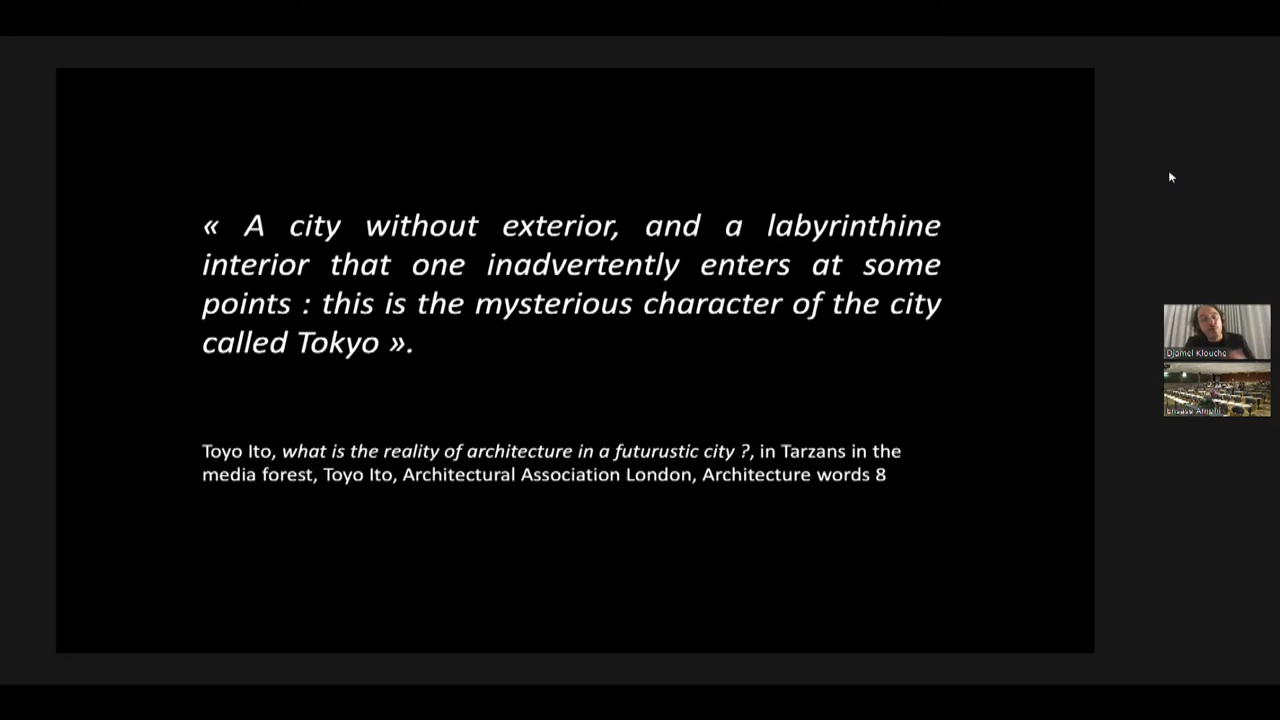 « A city without exterior, and a labyrinthine
interior that one inadvertently enters at some
points : this is the mysterious character of the city
called Tokyo ».
Toyo Ito, what is the reality of architecture in a futurustic city ?, in Tarzans in the
media forest, Toyo Ito, Architectural Association London, Architecture words 8
Djamel Klouche
Ensase Amphi